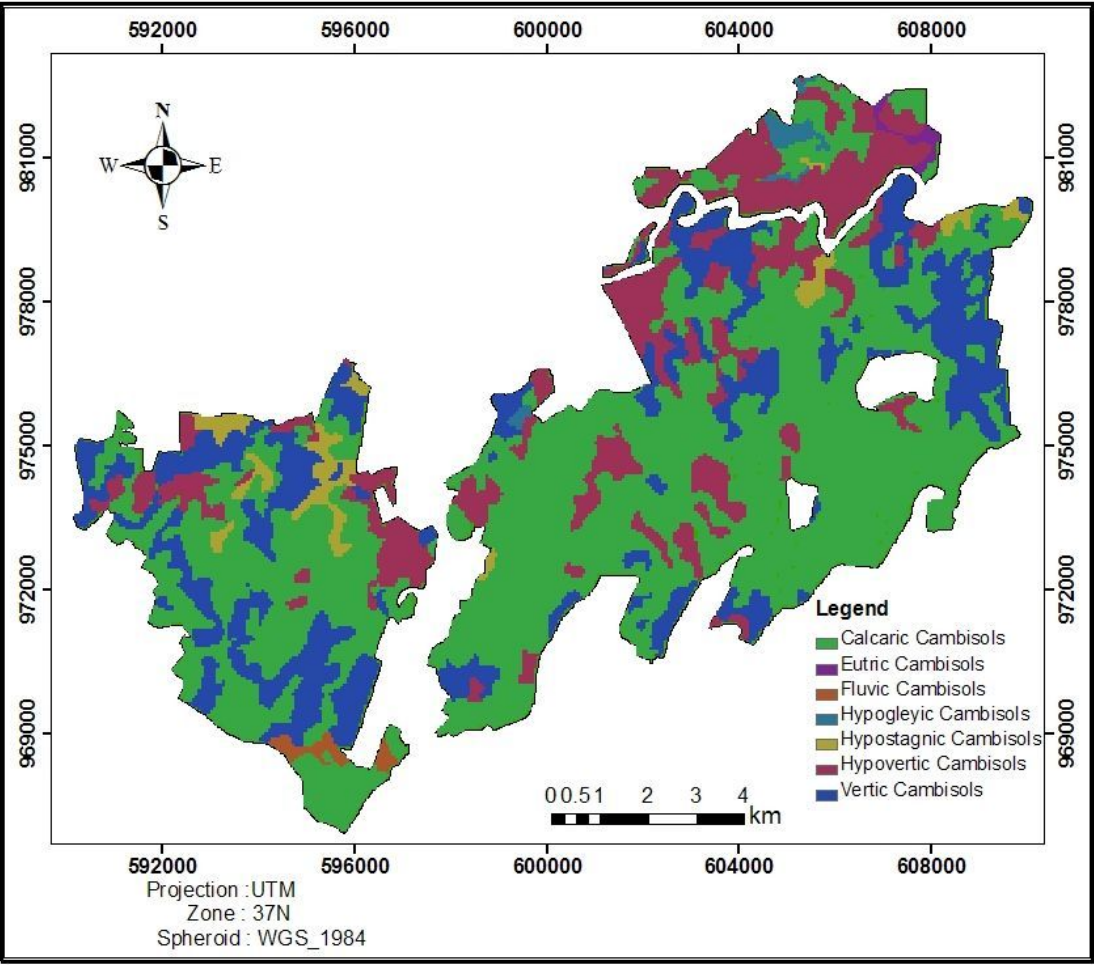 592000 596000 600000 604000 608000
N
W E
S
981000 981000
978000 978000
975000 975000
972000 972000
969000 969000
Legend
Calcaric Cambisols
Eutric Cambisols
Fluvic Cambisols
Hypogleyic Cambisols
Hypostagnic Cambisols
Hypovertic Cambisols
Vertic Cambisols
0 0.5 1 2 3 4
km
592000 596000 600000 604000 608000
Projection :UTM
Zone : 37N
Spheroid : WGS_1984